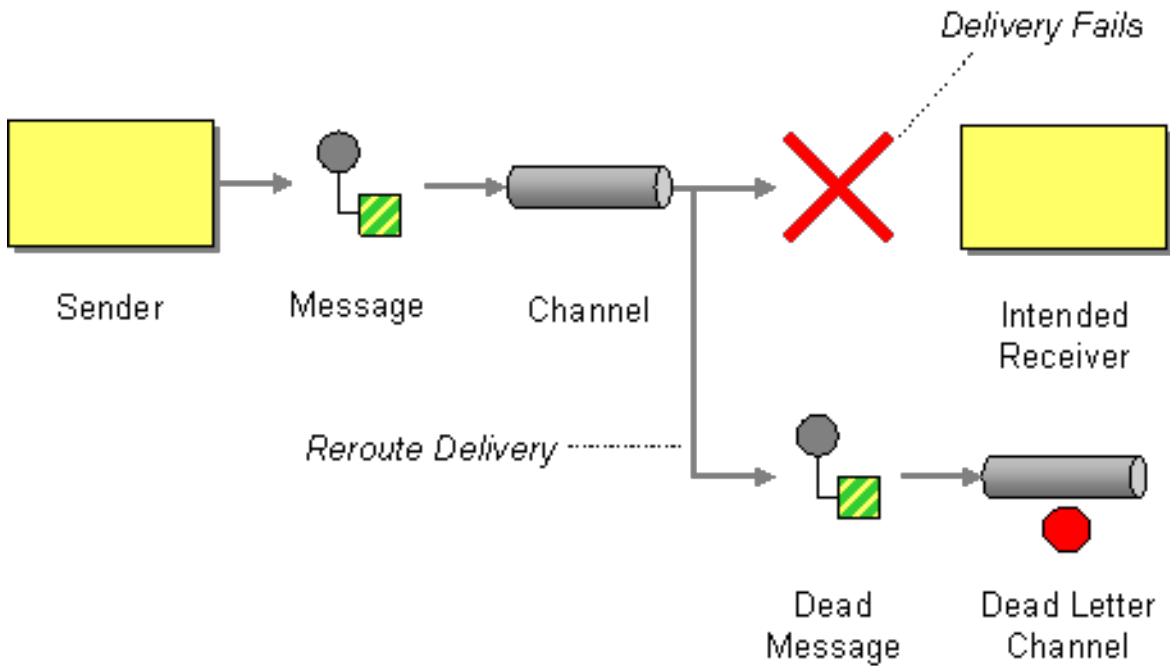 Delivery Fails
Sender
Message
Channel
Intended
Receiver
Reroute Delivery
Dead
Message
Dead Letter
Channel